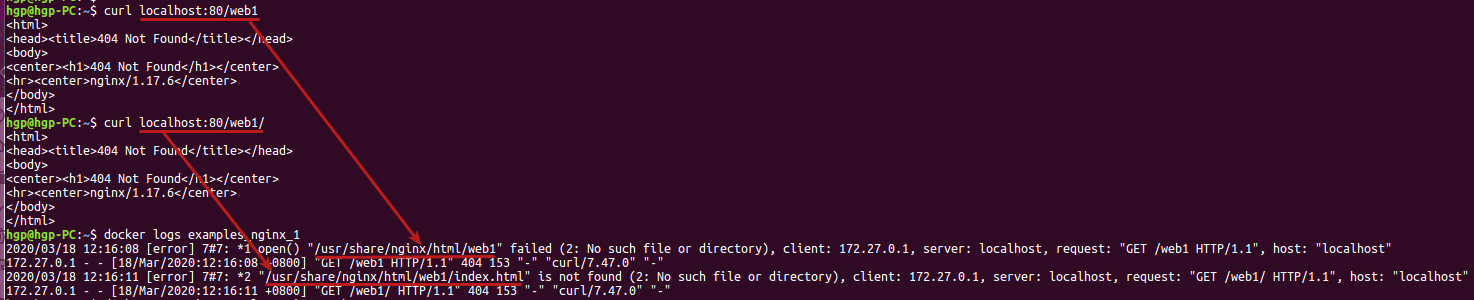 hgp@hgp-PC:~$ curl localhost:80/web1
<html>
<head><title>404 Not Found</title></head>
<body>
<center><h1>404 Not Found</h1></center>
<hr><center>nginx/1.17.6</center>
</body>
</html>
hgp@hgp-PC:~$ curl localhost:80/web1/
<html>
<head><title>404 Not Found</title></head>
<body>
<center><h1>404 Not Found</h1></center>
<hr><center>nginx/1.17.6</center>
</body>
</html>
hgp@hgp-PC:~$ docker logs examples_nginx_1
2020/03/18 12:16:08 [error] 7#7: *1 open() "/usr/share/nginx/html/web1" failed (2: No such file or directory), client: 172.27.0.1, server: localhost, request: "GET /web1 HTTP/1.1", host: "localhost"
172.27.0.1 - - [18/Mar/2020:12:16:08 +0800] "GET /web1 HTTP/1.1" 404 153 "-" "curl/7.47.0" "-"
2020/03/18 12:16:11 [error] 7#7: *2 "/usr/share/nginx/html/web1/index.html" is not found (2: No such file or directory), client: 172.27.0.1, server: localhost, request: "GET /web1/ HTTP/1.1", host: "localhost"
172.27.0.1 - - [18/Mar/2020:12:16:11 +0800] "GET /web1/ HTTP/1.1" 404 153 "-" "curl/7.47.0" "-"